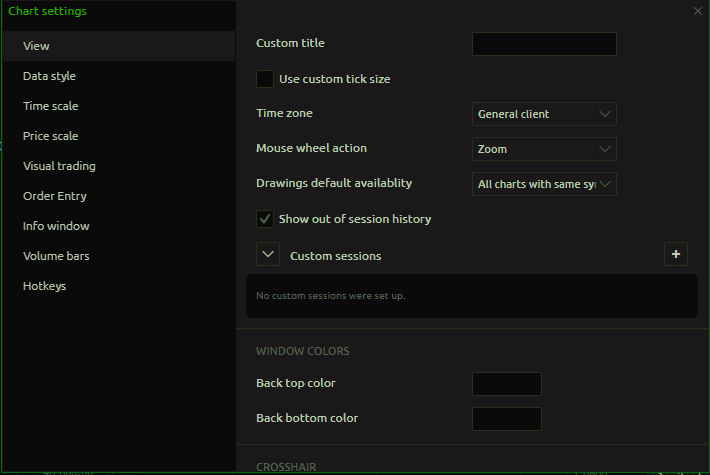 Chart settings
View
Data style
Time scale
Price scale
Visual trading
Order Entry
Info window
Volume bars
Hotkeys
Custom title
Use custom tick size
Time zone
General client
Mouse wheel action
Zoom
Drawings default availablity
All charts with same sy
Show out of session history
Custom sessions
+
No custom sessions were set up.
WINDOW COLORS
Back top color
Back bottom color
CROSSHAIR